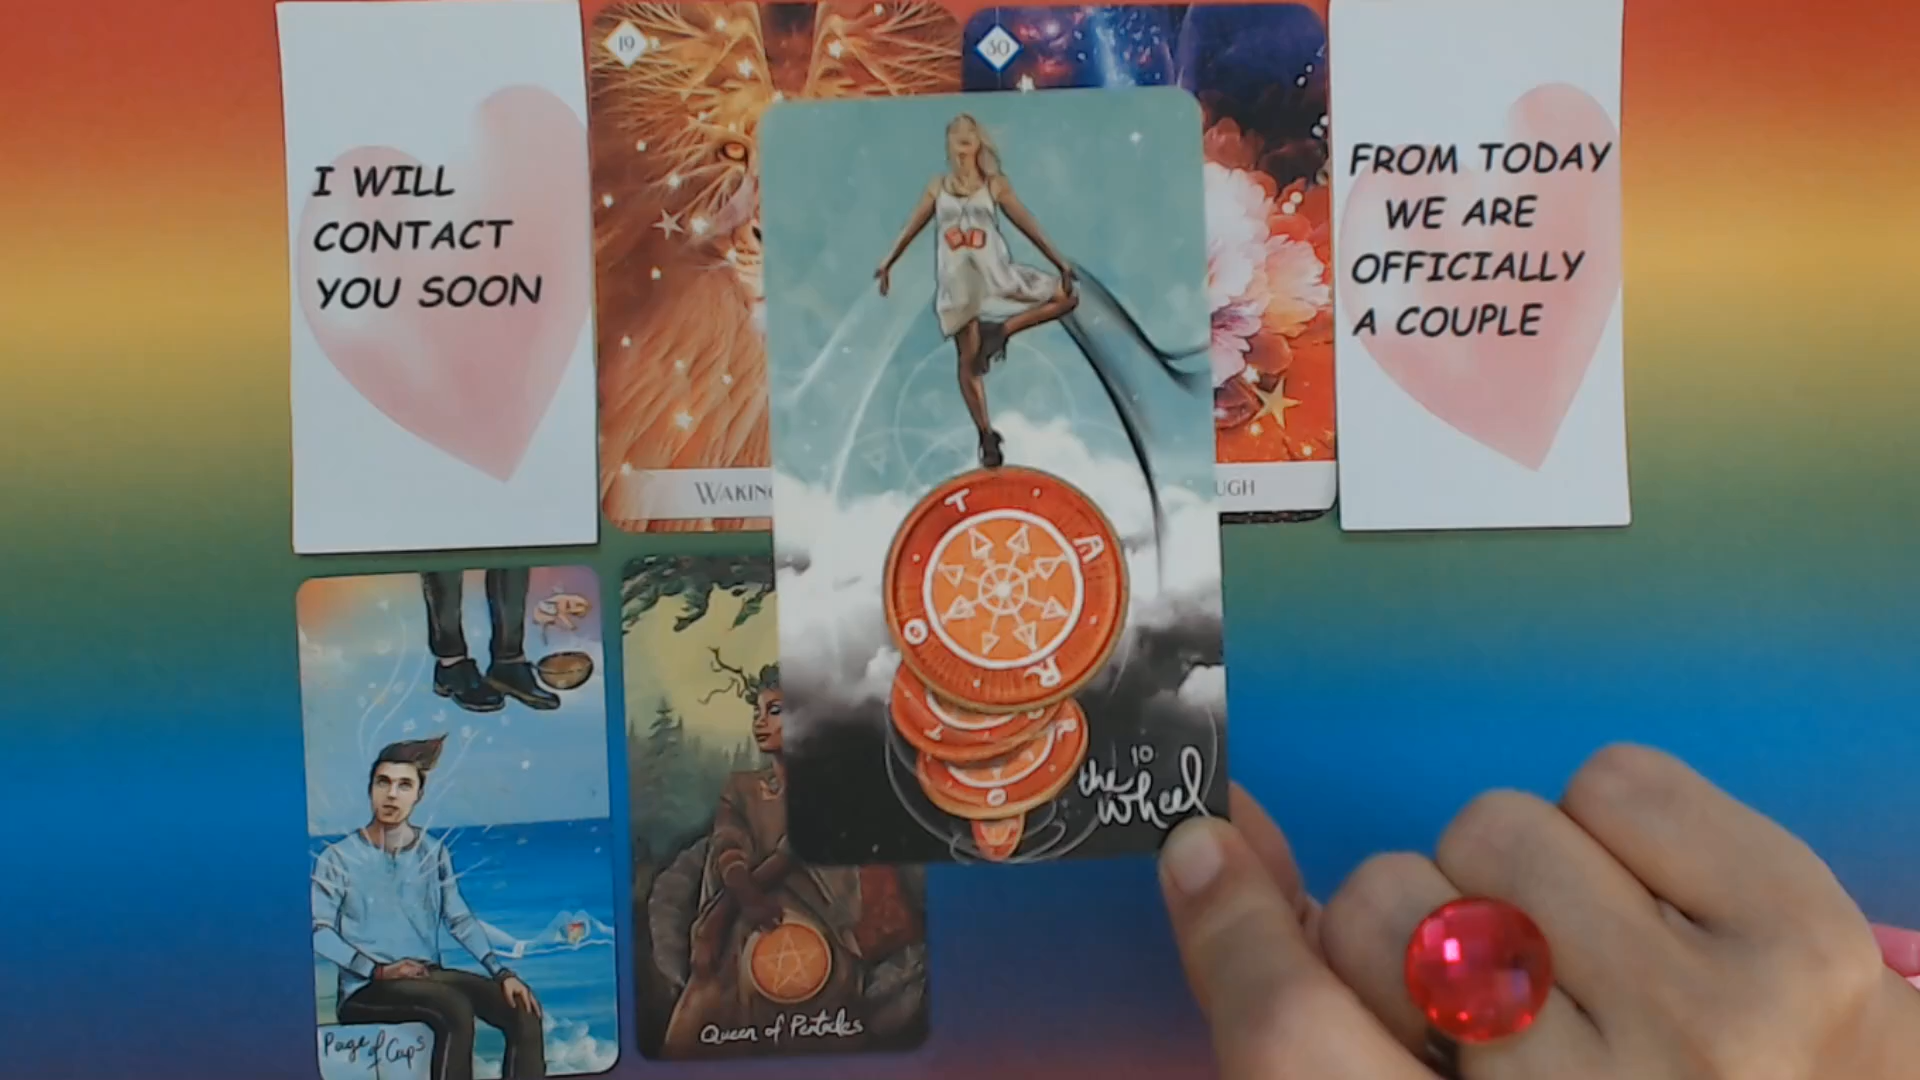 19
30
I WILL
CONTACT
YOU SOON
FROM TODAY
WE ARE
OFFICIALLY
A COUPLE
T A R O
T R O
10
the
Wheel
Page of Cups
Queen of Pentacles